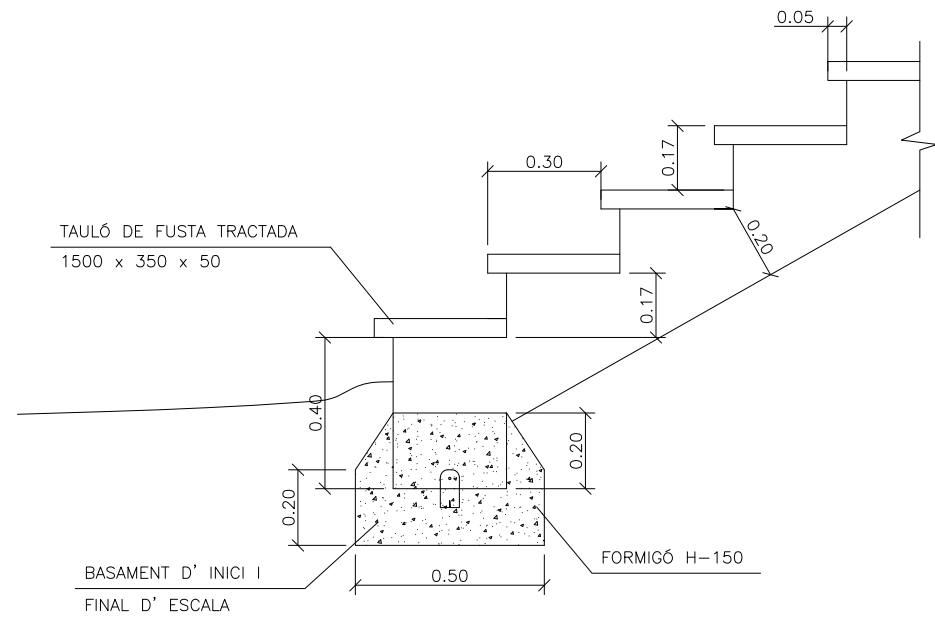 0.05
0.17
0.30
0.20
TAULÓ DE FUSTA TRACTADA
1500 x 350 x 50
0.17
0.40
0.20
0.20
FORMIGÓ H-150
BASAMENT D' INICI I
0.50
FINAL D' ESCALA